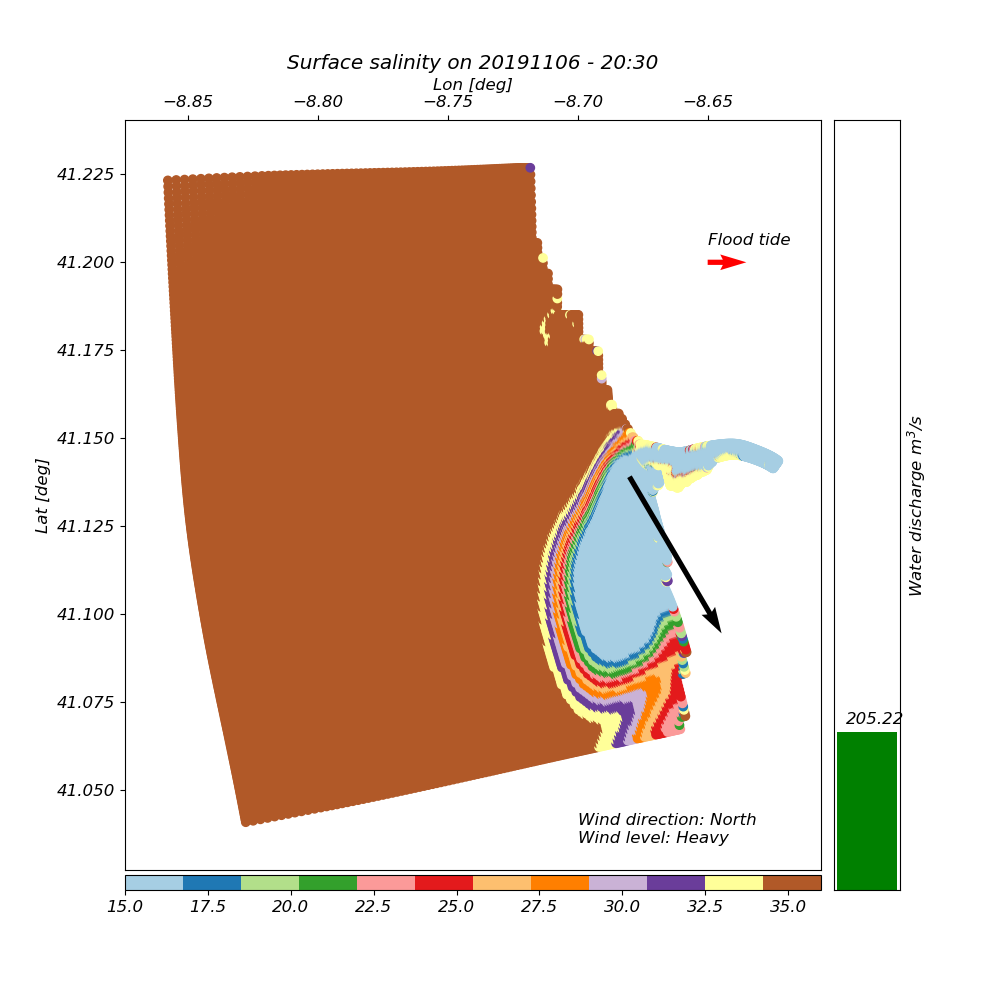 Surface salinity on 20191106 - 20:30
Lon [deg]
−8.85 −8.80 −8.75 −8.70 −8.65
41.225
41.200
41.175
41.150
41.125
41.100
41.075
41.050
Lat [deg]
Flood tide
Wind direction: North
Wind level: Heavy
15.0 17.5 20.0 22.5 25.0 27.5 30.0 32.5 35.0
205.22
Water discharge m³/s